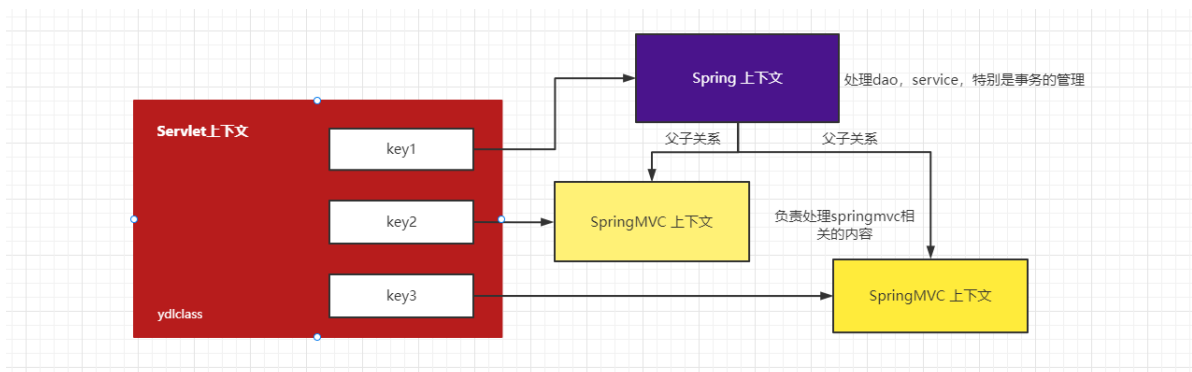 Spring 上下文
处理dao，service，特别是事务的管理
Servlet上下文
key1
父子关系
父子关系
key2
SpringMVC 上下文
负责处理springmvc相
关的内容
key3
SpringMVC 上下文
ydlclass